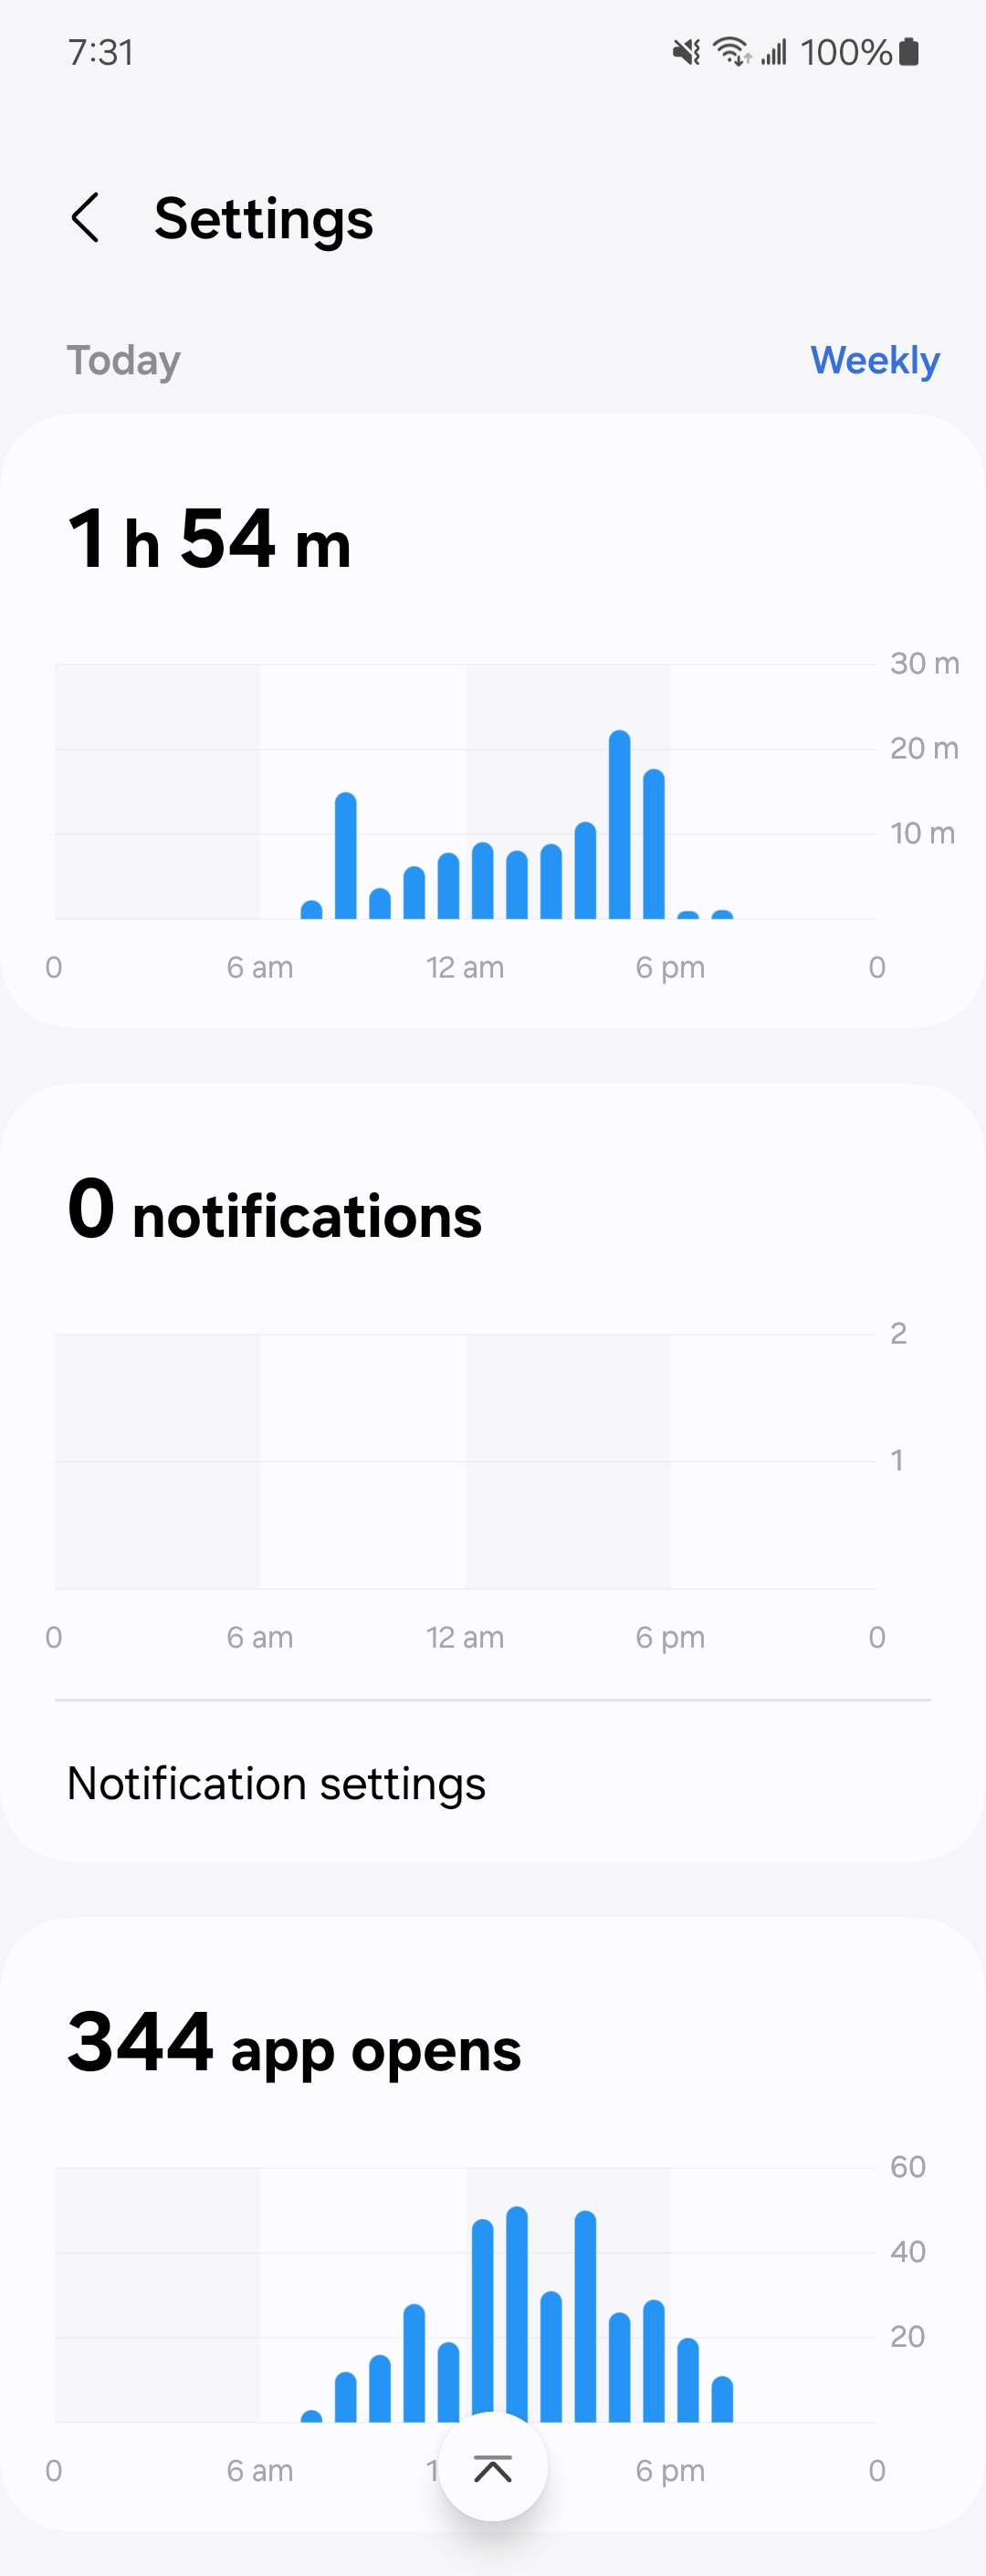 7:31 100%
Settings
Today Weekly
1 h 54 m
30 m
20 m
10 m
0 6 am 12 am 6 pm 0
0 notifications
2
1
0 6 am 12 am 6 pm 0
Notification settings
344 app opens
60
40
20
0 6 am 6 pm 0